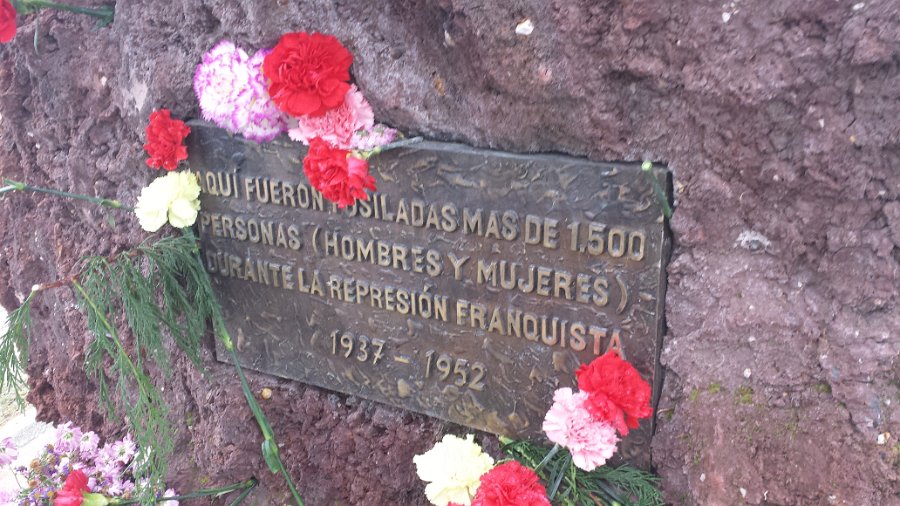 AQUÍ FUERON FUSILADAS MAS DE 1.500
PERSONAS (HOMBRES Y MUJERES)
DURANTE LA REPRESIÓN FRANQUISTA
1937 - 1952